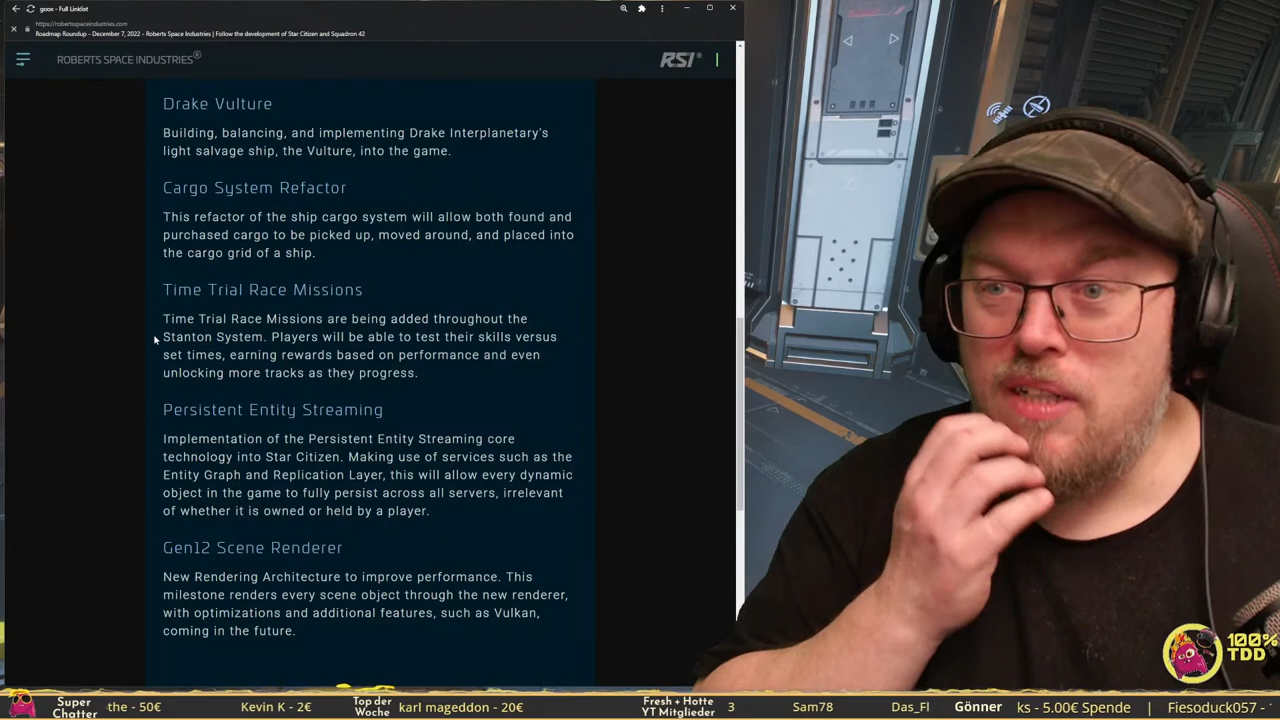 goox - Full Linklist
https://robertsspaceindustries.com
Roadmap Roundup - December 7, 2022 - Roberts Space Industries | Follow the development of Star Citizen and Squadron 42
ROBERTS SPACE INDUSTRIES®
RSI®
Drake Vulture
Building, balancing, and implementing Drake Interplanetary's
light salvage ship, the Vulture, into the game.
Cargo System Refactor
This refactor of the ship cargo system will allow both found and
purchased cargo to be picked up, moved around, and placed into
the cargo grid of a ship.
Time Trial Race Missions
Time Trial Race Missions are being added throughout the
Stanton System. Players will be able to test their skills versus
set times, earning rewards based on performance and even
unlocking more tracks as they progress.
Persistent Entity Streaming
Implementation of the Persistent Entity Streaming core
technology into Star Citizen. Making use of services such as the
Entity Graph and Replication Layer, this will allow every dynamic
object in the game to fully persist across all servers, irrelevant
of whether it is owned or held by a player.
Gen12 Scene Renderer
New Rendering Architecture to improve performance. This
milestone renders every scene object through the new renderer,
with optimizations and additional features, such as Vulkan,
coming in the future.
100%
TDD
Super
Chatter
the - 50€
Kevin K - 2€
Top der
Woche
karl mageddon - 20€
Fresh + Hotte
YT Mitglieder
3
Sam78
Das_Fl
Gönner
ks - 5.00€ Spende
|
Fiesoduck057 -